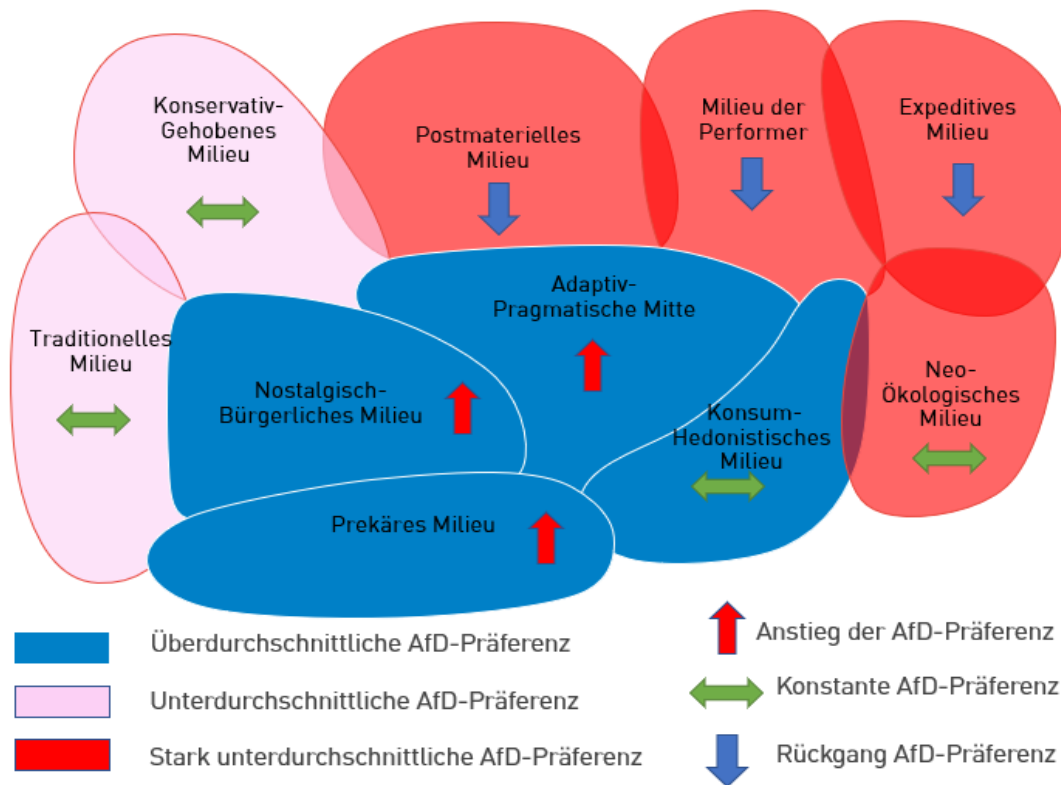 Konservativ-
Gehobenes
Milieu
Postmaterielles
Milieu
Milieu der
Performer
Expeditives
Milieu
Traditionelles
Milieu
Adaptiv-
Pragmatische Mitte
Nostalgisch-
Bürgerliches Milieu
Konsum-
Hedonistisches
Milieu
Neo-
Ökologisches
Milieu
Prekäres Milieu
Überdurchschnittliche AfD-Präferenz
Unterdurchschnittliche AfD-Präferenz
Stark unterdurchschnittliche AfD-Präferenz
Anstieg der AfD-Präferenz
Konstante AfD-Präferenz
Rückgang AfD-Präferenz